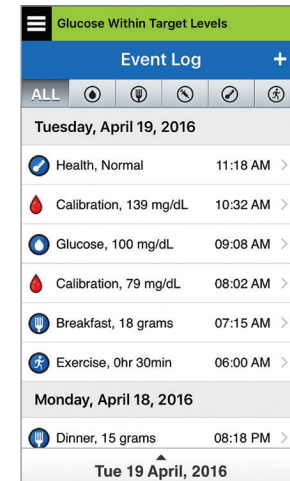 Glucose Within Target Levels
Event Log +
ALL
Tuesday, April 19, 2016
Health, Normal 11:18 AM
Calibration, 139 mg/dL 10:32 AM
Glucose, 100 mg/dL 09:08 AM
Calibration, 79 mg/dL 08:02 AM
Breakfast, 18 grams 07:15 AM
Exercise, 0hr 30min 06:00 AM
Monday, April 18, 2016
Dinner, 15 grams 08:18 PM
Tue 19 April, 2016